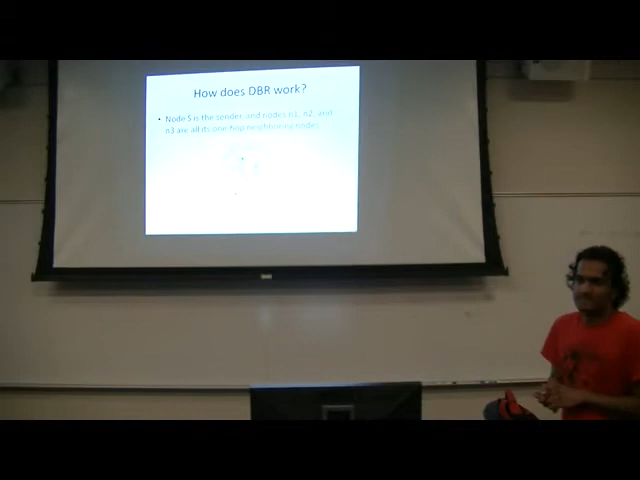 How does DBR work?
• Node S is the sender, and nodes n1, n2, and
n3 are all its one-hop neighboring nodes